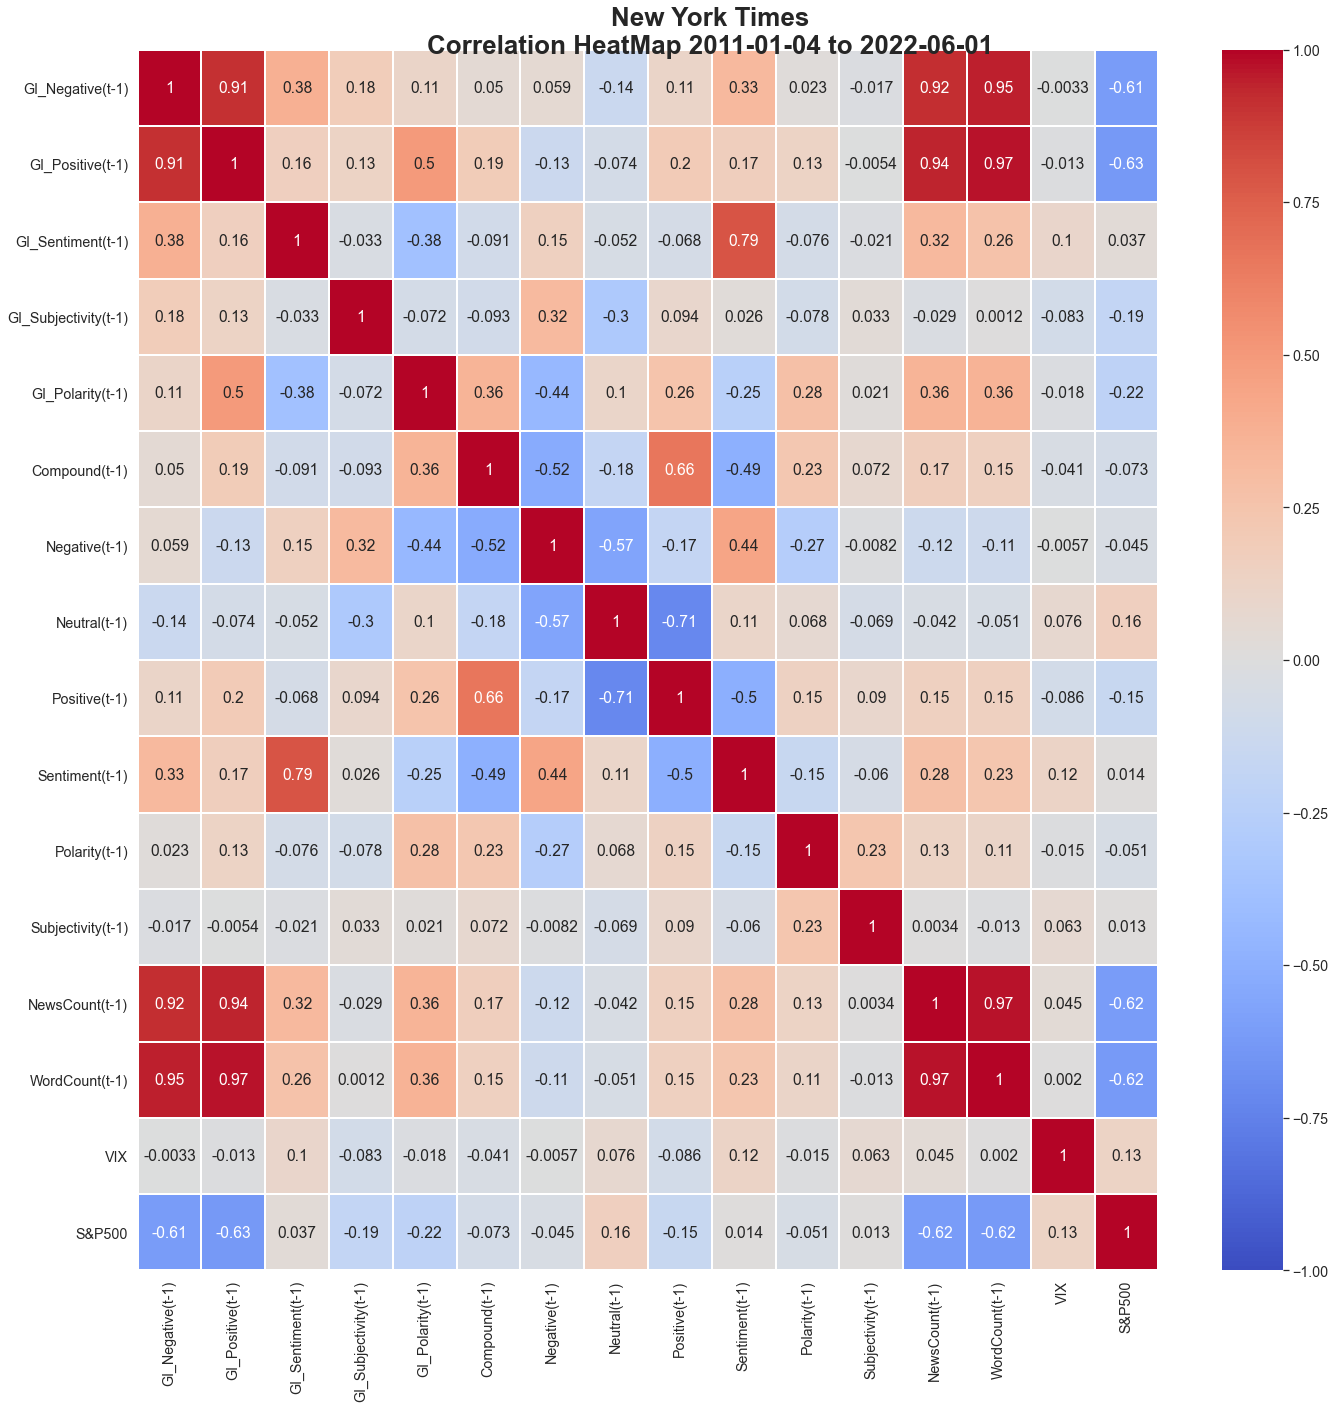 New York Times
Correlation HeatMap 2011-01-04 to 2022-06-01
GI_Negative(t-1) 1 0.91 0.38 0.18 0.11 0.05 0.059 -0.14 0.11 0.33 0.023 -0.017 0.92 0.95 -0.0033 -0.61
GI_Positive(t-1) 0.91 1 0.16 0.13 0.5 0.19 -0.13 -0.074 0.2 0.17 0.13 -0.0054 0.94 0.97 -0.013 -0.63
GI_Sentiment(t-1) 0.38 0.16 1 -0.033 -0.38 -0.091 0.15 -0.052 -0.068 0.79 -0.076 -0.021 0.32 0.26 0.1 0.037
GI_Subjectivity(t-1) 0.18 0.13 -0.033 1 -0.072 -0.093 0.32 -0.3 0.094 0.026 -0.078 0.033 -0.029 0.0012 -0.083 -0.19
GI_Polarity(t-1) 0.11 0.5 -0.38 -0.072 1 0.36 -0.44 0.1 0.26 -0.25 0.28 0.021 0.36 0.36 -0.018 -0.22
Compound(t-1) 0.05 0.19 -0.091 -0.093 0.36 1 -0.52 -0.18 0.66 -0.49 0.23 0.072 0.17 0.15 -0.041 -0.073
Negative(t-1) 0.059 -0.13 0.15 0.32 -0.44 -0.52 1 -0.57 -0.17 0.44 -0.27 -0.0082 -0.12 -0.11 -0.0057 -0.045
Neutral(t-1) -0.14 -0.074 -0.052 -0.3 0.1 -0.18 -0.57 1 -0.71 0.11 0.068 -0.069 -0.042 -0.051 0.076 0.16
Positive(t-1) 0.11 0.2 -0.068 0.094 0.26 0.66 -0.17 -0.71 1 -0.5 0.15 0.09 0.15 0.15 -0.086 -0.15
Sentiment(t-1) 0.33 0.17 0.79 0.026 -0.25 -0.49 0.44 0.11 -0.5 1 -0.15 -0.06 0.28 0.23 0.12 0.014
Polarity(t-1) 0.023 0.13 -0.076 -0.078 0.28 0.23 -0.27 0.068 0.15 -0.15 1 0.23 0.13 0.11 -0.015 -0.051
Subjectivity(t-1) -0.017 -0.0054 -0.021 0.033 0.021 0.072 -0.0082 -0.069 0.09 -0.06 0.23 1 0.0034 -0.013 0.063 0.013
NewsCount(t-1) 0.92 0.94 0.32 -0.029 0.36 0.17 -0.12 -0.042 0.15 0.28 0.13 0.0034 1 0.97 0.045 -0.62
WordCount(t-1) 0.95 0.97 0.26 0.0012 0.36 0.15 -0.11 -0.051 0.15 0.23 0.11 -0.013 0.97 1 0.002 -0.62
VIX -0.0033 -0.013 0.1 -0.083 -0.018 -0.041 -0.0057 0.076 -0.086 0.12 -0.015 0.063 0.045 0.002 1 0.13
S&P500 -0.61 -0.63 0.037 -0.19 -0.22 -0.073 -0.045 0.16 -0.15 0.014 -0.051 0.013 -0.62 -0.62 0.13 1
GI_Negative(t-1)
GI_Positive(t-1)
GI_Sentiment(t-1)
GI_Subjectivity(t-1)
GI_Polarity(t-1)
Compound(t-1)
Negative(t-1)
Neutral(t-1)
Positive(t-1)
Sentiment(t-1)
Polarity(t-1)
Subjectivity(t-1)
NewsCount(t-1)
WordCount(t-1)
VIX
S&P500
1.00
0.75
0.50
0.25
0.00
−0.25
−0.50
−0.75
−1.00